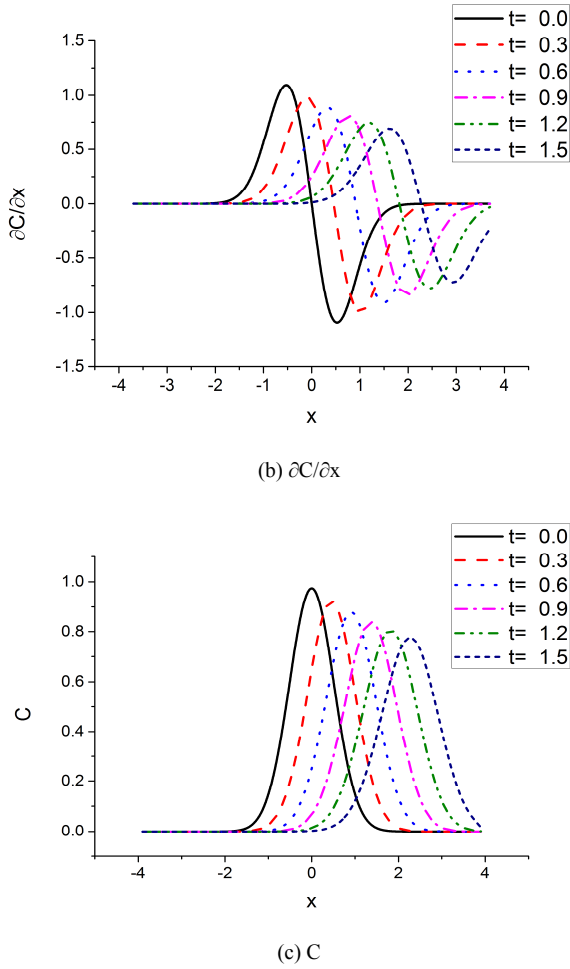 t= 0.0
t= 0.3
t= 0.6
t= 0.9
t= 1.2
t= 1.5
1.5
1.0
0.5
0.0
-0.5
-1.0
-1.5
∂C/∂x
-4 -3 -2 -1 0 1 2 3 4
x
(b) ∂C/∂x
t= 0.0
t= 0.3
t= 0.6
t= 0.9
t= 1.2
t= 1.5
1.0
0.8
0.6
0.4
0.2
0.0
C
-4 -2 0 2 4
x
(c) C